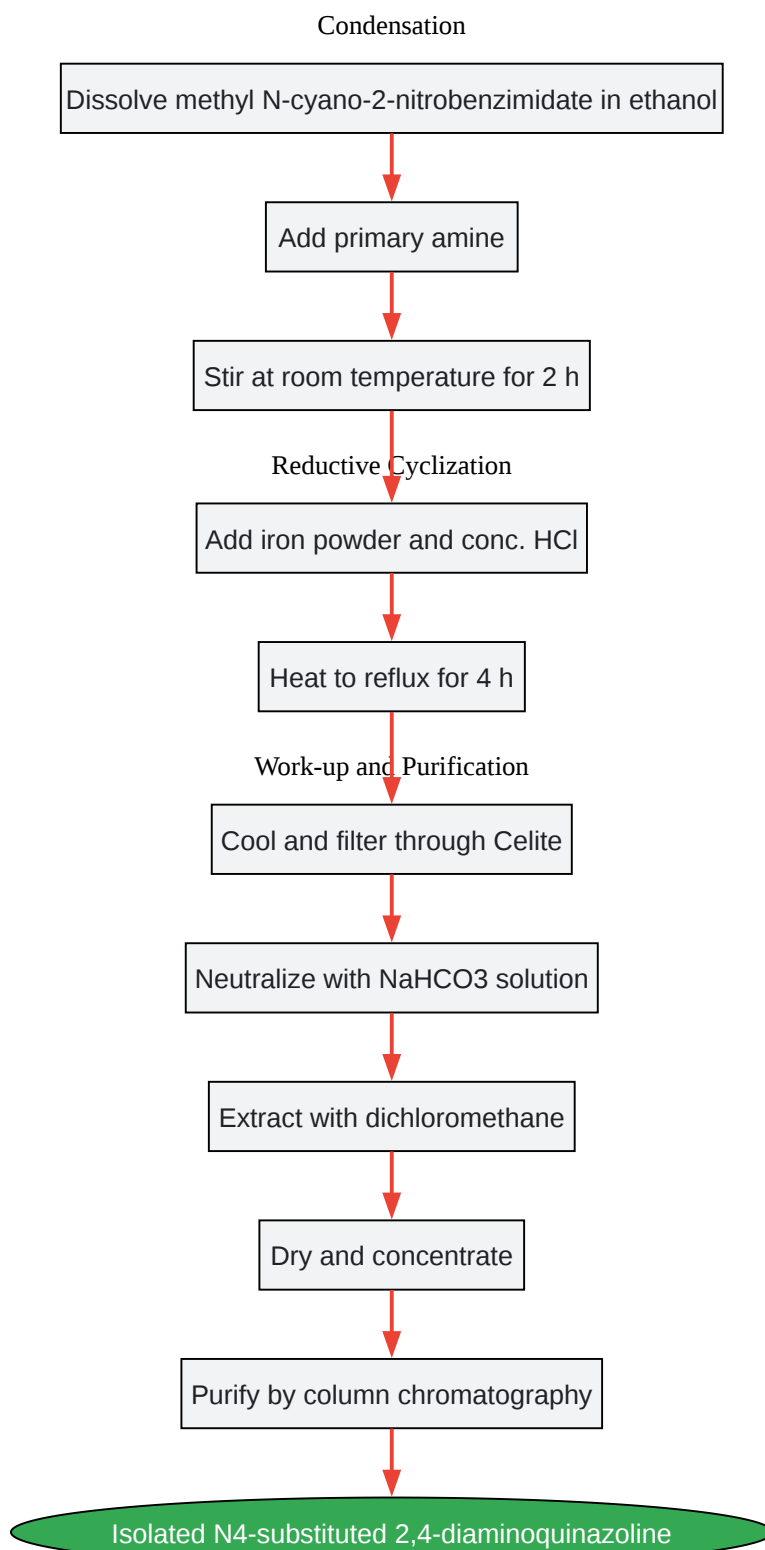 Condensation
Dissolve methyl N-cyano-2-nitrobenzimidate in ethanol
Add primary amine
Stir at room temperature for 2 h
Reductive Cyclization
Add iron powder and conc. HCl
Heat to reflux for 4 h
Work-up and Purification
Cool and filter through Celite
Neutralize with NaHCO3 solution
Extract with dichloromethane
Dry and concentrate
Purify by column chromatography
Isolated N4-substituted 2,4-diaminoquinazoline